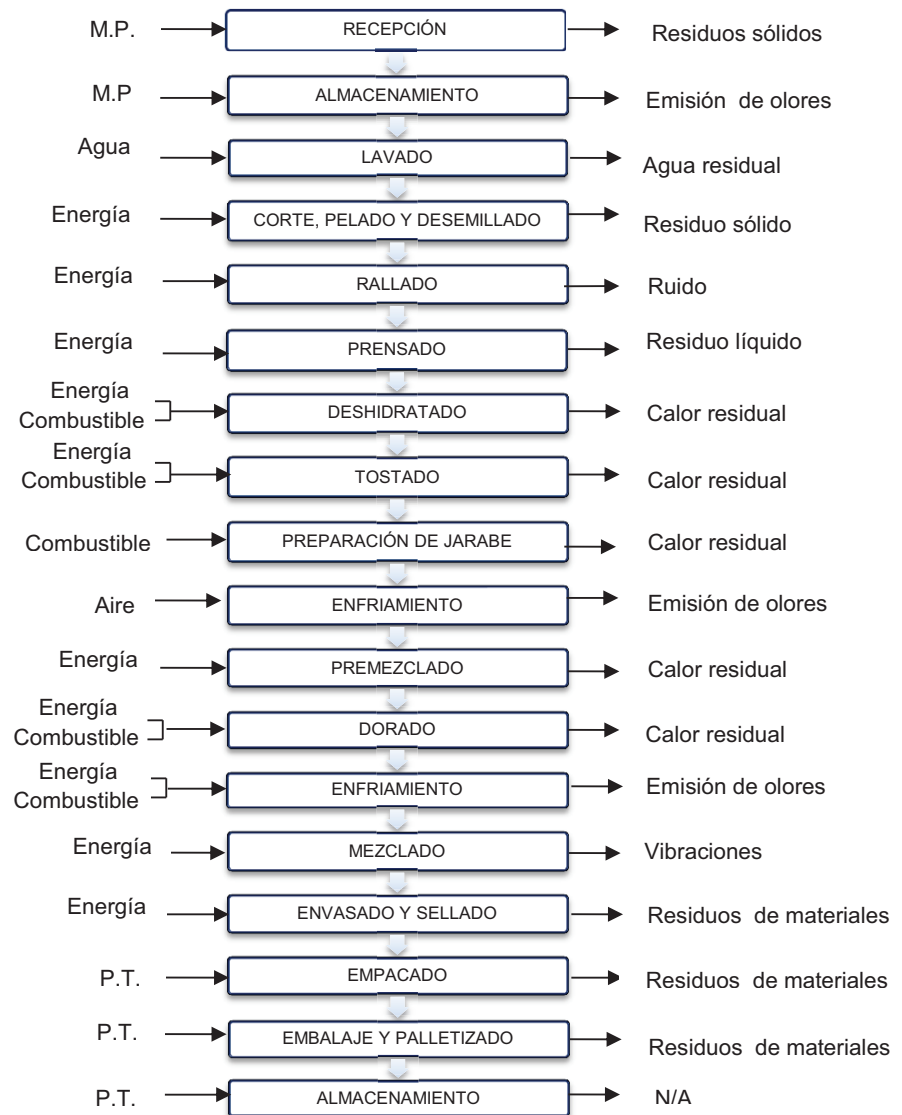 M.P. RECEPCIÓN Residuos sólidos
M.P ALMACENAMIENTO Emisión de olores
Agua LAVADO Agua residual
Energía CORTE, PELADO Y DESEMILLADO Residuo sólido
Energía RALLADO Ruido
Energía PRENSADO Residuo líquido
Energía
Combustible DESHIDRATADO Calor residual
Energía
Combustible TOSTADO Calor residual
Combustible PREPARACIÓN DE JARABE Calor residual
Aire ENFRIAMIENTO Emisión de olores
Energía PREMEZCLADO Calor residual
Energía
Combustible DORADO Calor residual
Energía
Combustible ENFRIAMIENTO Emisión de olores
Energía MEZCLADO Vibraciones
Energía ENVASADO Y SELLADO Residuos de materiales
P.T. EMPACADO Residuos de materiales
P.T. EMBALAJE Y PALLETIZADO Residuos de materiales
P.T. ALMACENAMIENTO N/A